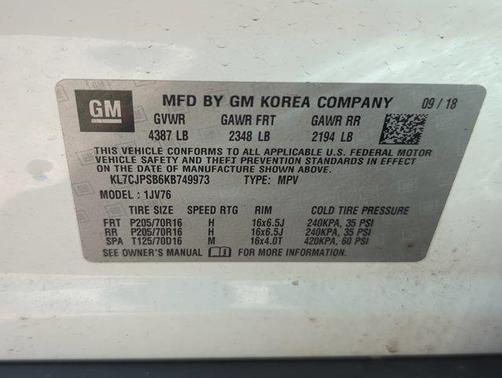 GM
MFD BY GM KOREA COMPANY 09 / 18
GVWR GAWR FRT GAWR RR
4387 LB 2348 LB 2194 LB
THIS VEHICLE CONFORMS TO ALL APPLICABLE U.S. FEDERAL MOTOR
VEHICLE SAFETY AND THEFT PREVENTION STANDARDS IN EFFECT
ON THE DATE OF MANUFACTURE SHOWN ABOVE.
KL7CJPSB6KB749973 TYPE: MPV
MODEL : 1JV76
TIRE SIZE SPEED RTG RIM COLD TIRE PRESSURE
FRT P205/70R16 H 16x6.5J 240KPA, 35 PSI
RR P205/70R16 H 16x6.5J 240KPA, 35 PSI
SPA T125/70D16 M 16x4.0T 420KPA, 60 PSI
SEE OWNER'S MANUAL FOR MORE INFORMATION.